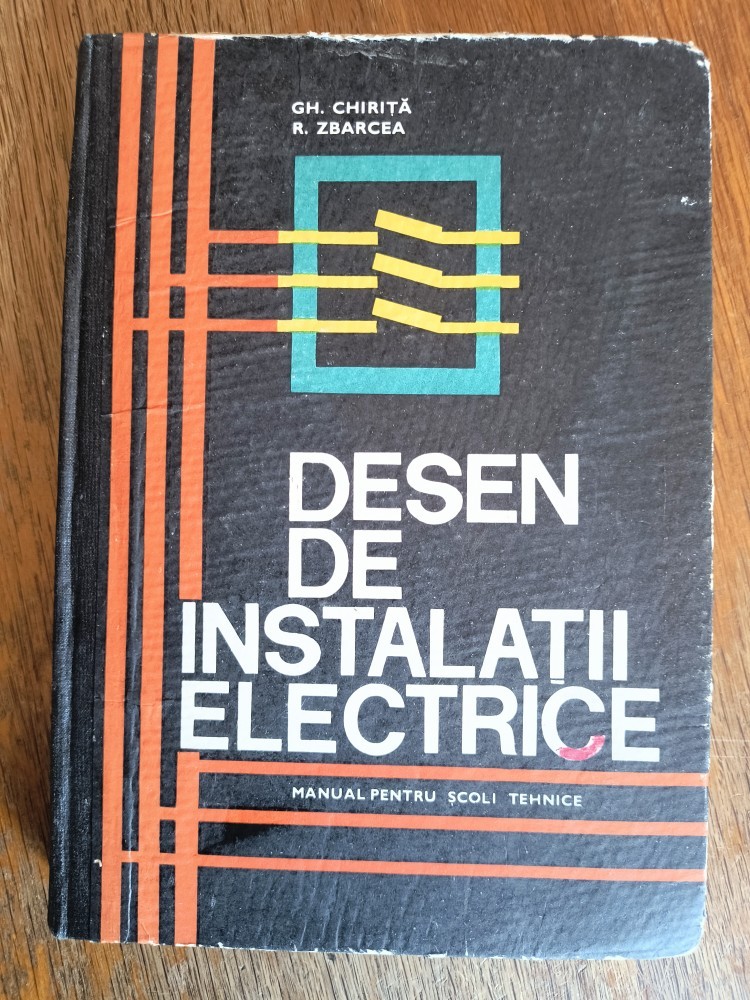 GH. CHIRIȚĂ
R. ZBARCEA
DESEN
DE
INSTALAȚII
ELECTRICE
MANUAL PENTRU ȘCOLI TEHNICE